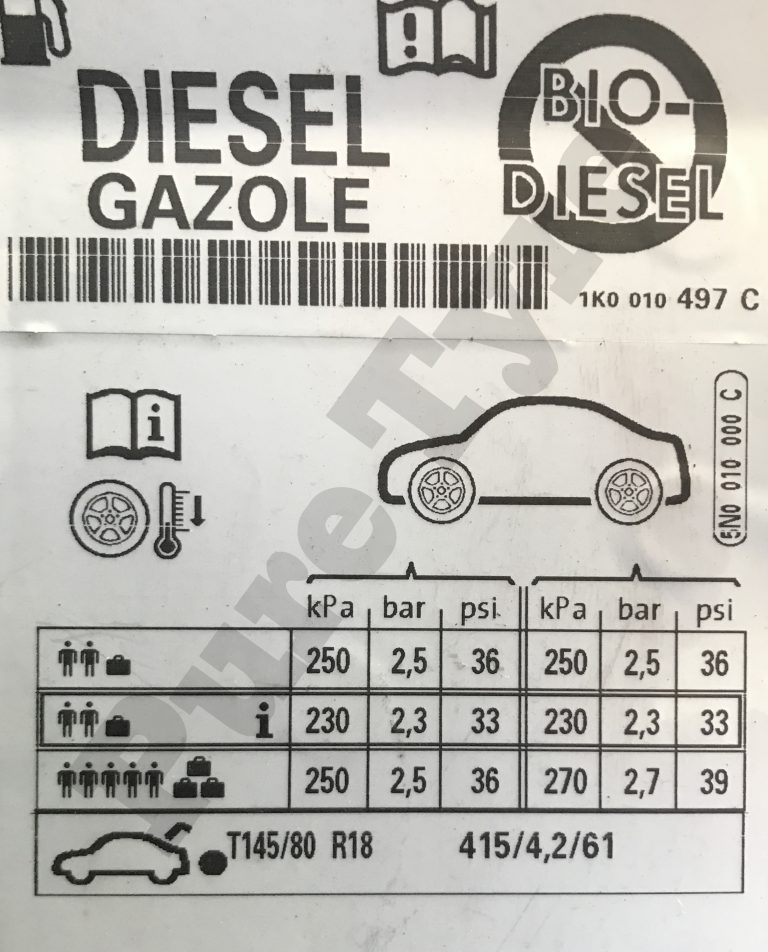 DIESEL
GAZOLE
BIO-
DIESEL
1K0 010 497 C
5N0 010 000 C
kPa bar psi kPa bar psi
250 2,5 36 250 2,5 36
i 230 2,3 33 230 2,3 33
250 2,5 36 270 2,7 39
T145/80 R18 415/4,2/61
Pure Tyre